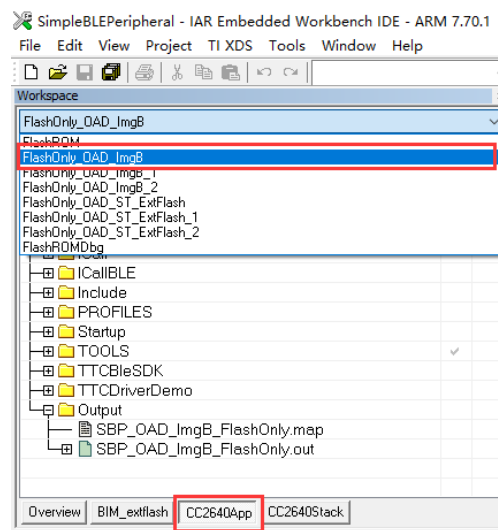 SimpleBLEPeripheral - IAR Embedded Workbench IDE - ARM 7.70.1
File Edit View Project TI XDS Tools Window Help
Workspace
FlashOnly_OAD_ImgB
FlashROM
FlashOnly_OAD_ImgB
FlashOnly_OAD_ImgB_1
FlashOnly_OAD_ImgB_2
FlashOnly_OAD_ST_ExtFlash
FlashOnly_OAD_ST_ExtFlash_1
FlashOnly_OAD_ST_ExtFlash_2
FlashROMDbg
ICall
ICallBLE
Include
PROFILES
Startup
TOOLS
TTCBleSDK
TTCDriverDemo
Output
SBP_OAD_ImgB_FlashOnly.map
SBP_OAD_ImgB_FlashOnly.out
Overview BIM_extflash CC2640App CC2640Stack